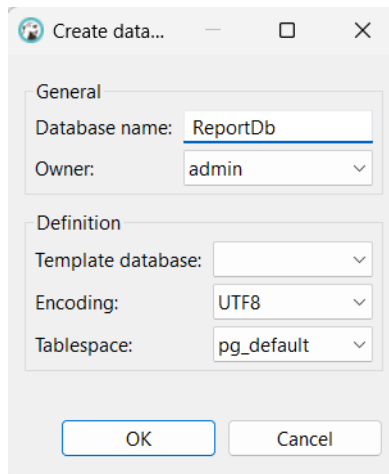 Create data...
General
Database name: ReportDb
Owner: admin
Definition
Template database:
Encoding: UTF8
Tablespace: pg_default
OK Cancel